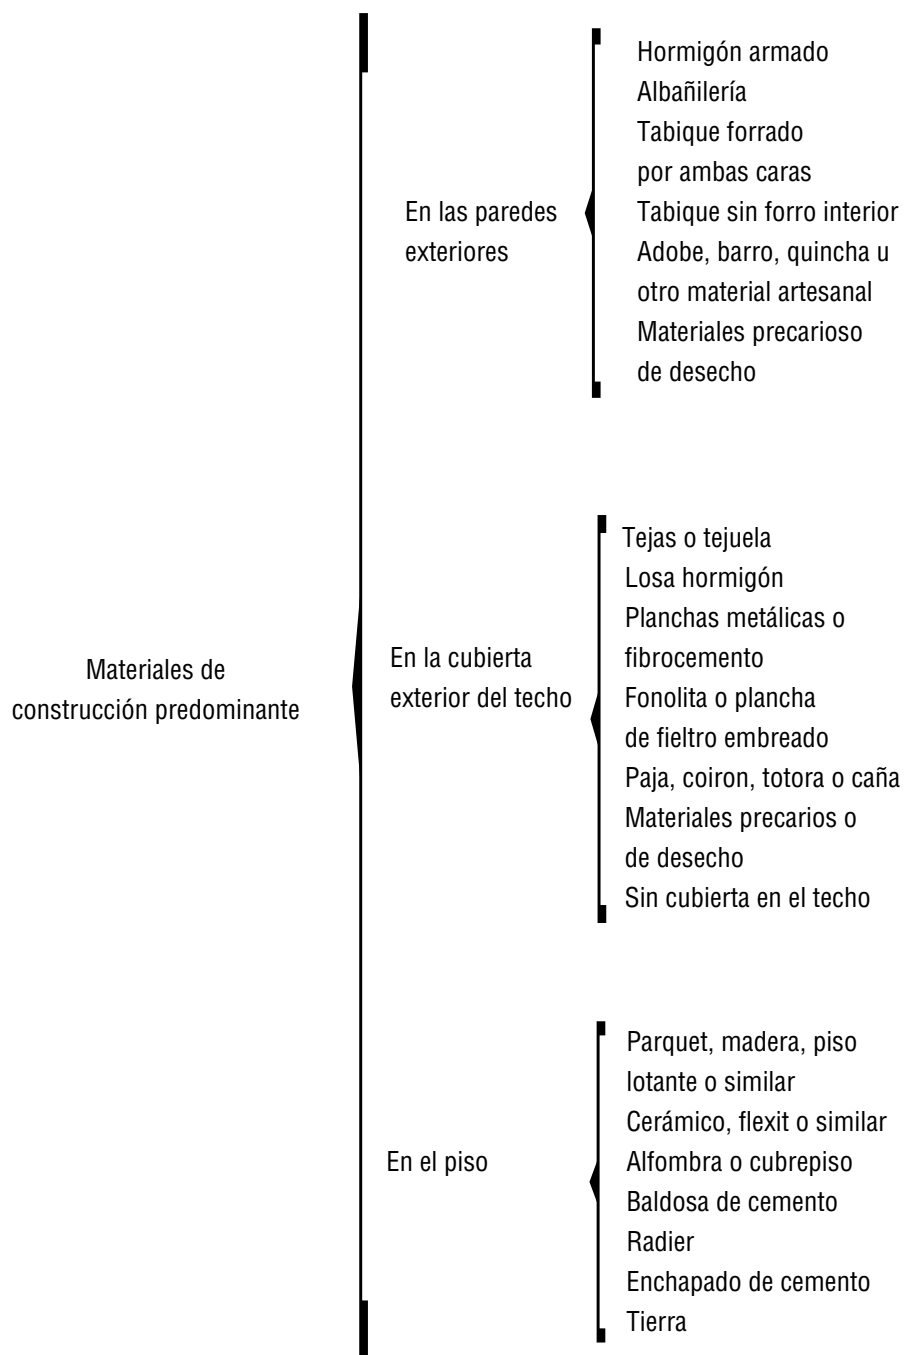 Materiales de
construcción predominante
En las paredes
exteriores
Hormigón armado
Albañilería
Tabique forrado
por ambas caras
Tabique sin forro interior
Adobe, barro, quincha u
otro material artesanal
Materiales precarioso
de desecho
En la cubierta
exterior del techo
Tejas o tejuela
Losa hormigón
Planchas metálicas o
fibrocemento
Fonolita o plancha
de fieltro embreado
Paja, coiron, totora o caña
Materiales precarios o
de desecho
Sin cubierta en el techo
En el piso
Parquet, madera, piso
lotante o similar
Cerámico, flexit o similar
Alfombra o cubrepiso
Baldosa de cemento
Radier
Enchapado de cemento
Tierra